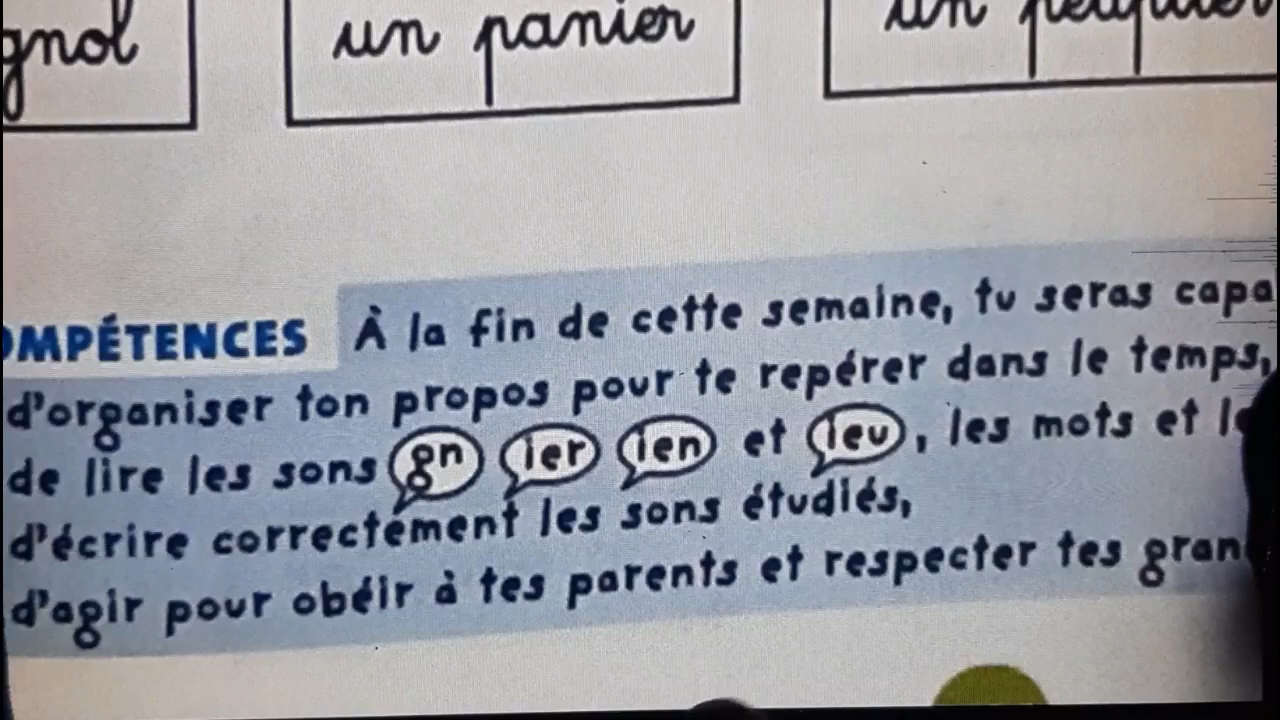 gnol un panier un
OMPÉTENCES À la fin de cette semaine, tu seras capa
d'organiser ton propos pour te repérer dans le temps,
de lire les sons gn ier ien et ieu, les mots et le
d'écrire correctement les sons étudiés,
d'agir pour obéir à tes parents et respecter tes gran